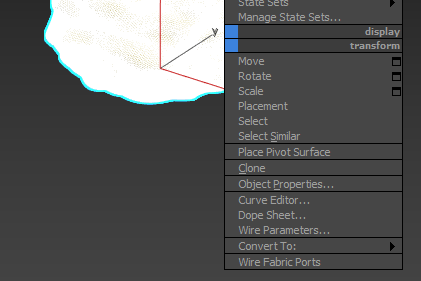 State Sets
Manage State Sets...
display
transform
y
Move
Rotate
Scale
Placement
Select
Select Similar
Place Pivot Surface
Clone
Object Properties...
Curve Editor...
Dope Sheet...
Wire Parameters...
Convert To:
Wire Fabric Ports